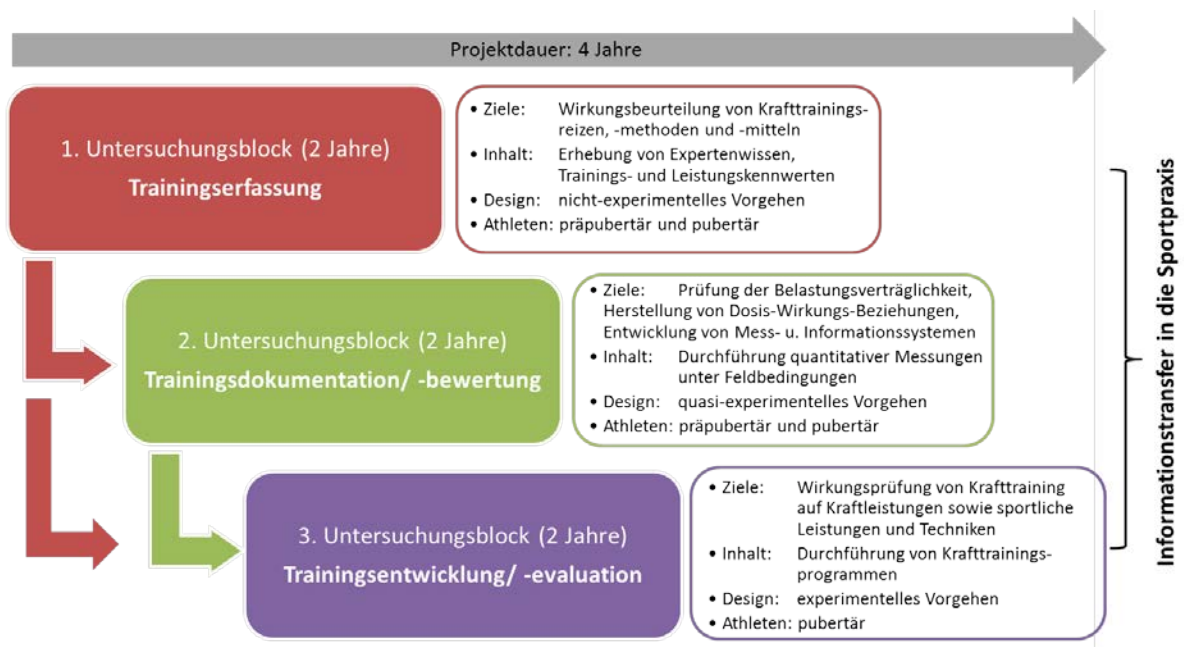 Projektdauer: 4 Jahre
1. Untersuchungsblock (2 Jahre)
Trainingserfassung
• Ziele: Wirkungsbeurteilung von Krafttrainings-
reizen, -methoden und -mitteln
• Inhalt: Erhebung von Expertenwissen,
Trainings- und Leistungskennwerten
• Design: nicht-experimentelles Vorgehen
• Athleten: präpubertär und pubertär
2. Untersuchungsblock (2 Jahre)
Trainingsdokumentation/ -bewertung
• Ziele: Prüfung der Belastungsverträglichkeit,
Herstellung von Dosis-Wirkungs-Beziehungen,
Entwicklung von Mess- u. Informationssystemen
• Inhalt: Durchführung quantitativer Messungen
unter Feldbedingungen
• Design: quasi-experimentelles Vorgehen
• Athleten: präpubertär und pubertär
3. Untersuchungsblock (2 Jahre)
Trainingsentwicklung/ -evaluation
• Ziele: Wirkungsprüfung von Krafttraining
auf Kraftleistungen sowie sportliche
Leistungen und Techniken
• Inhalt: Durchführung von Krafttrainings-
programmen
• Design: experimentelles Vorgehen
• Athleten: pubertär
Informationstransfer in die Sportpraxis